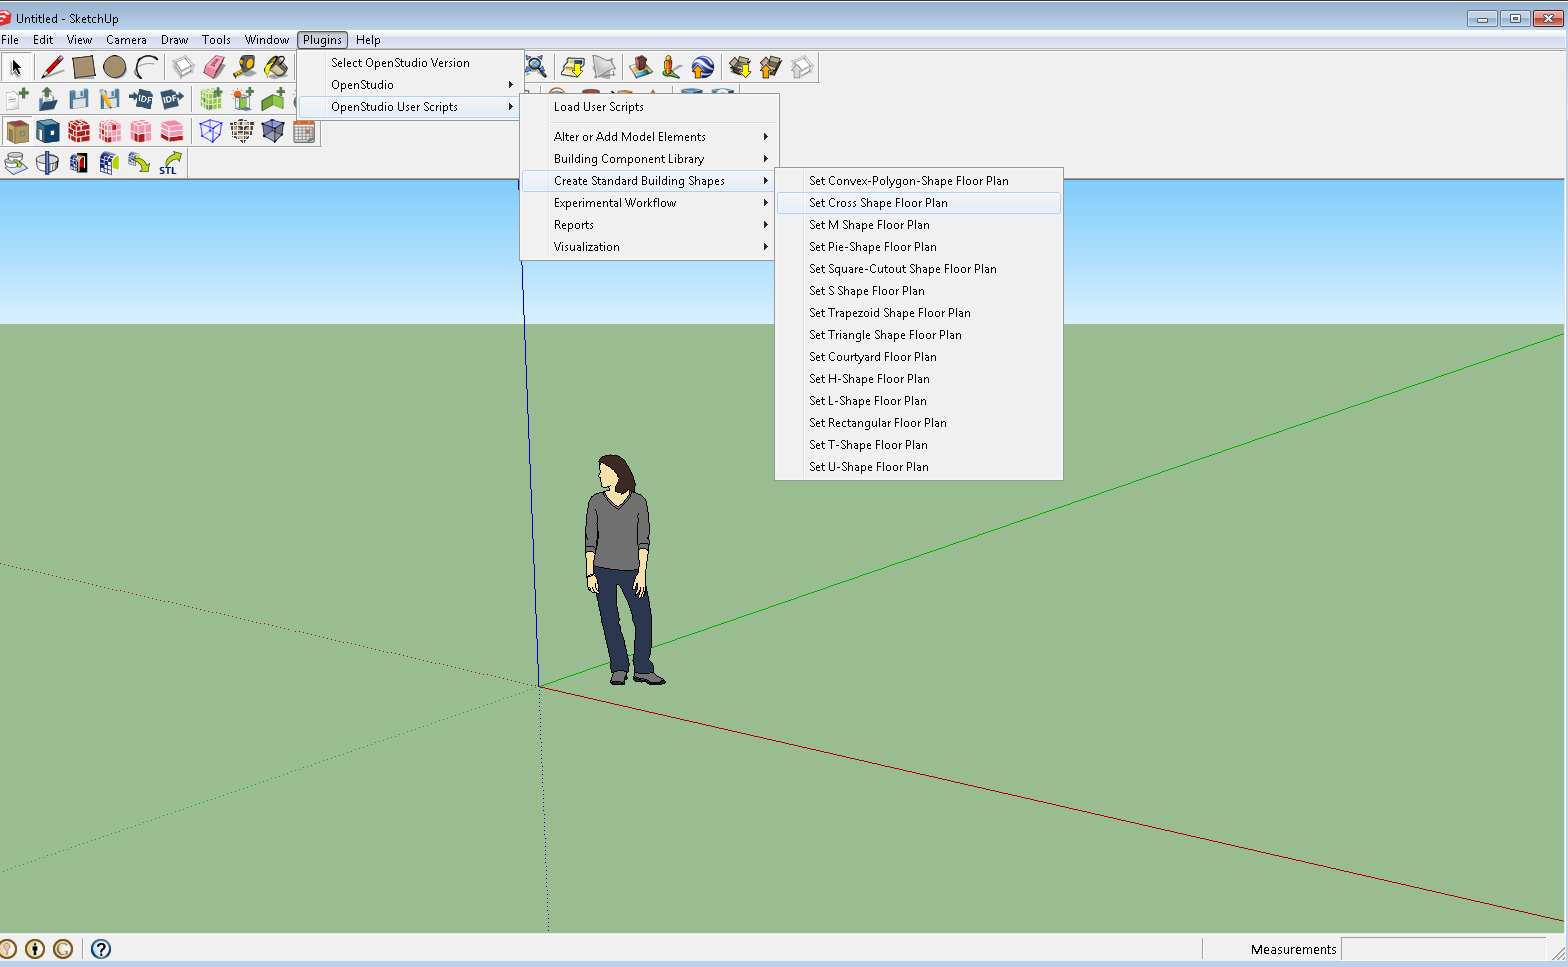 Untitled - SketchUp
File Edit View Camera Draw Tools Window Plugins Help
Select OpenStudio Version
OpenStudio
OpenStudio User Scripts
IDF
IDF
STL
Load User Scripts
Alter or Add Model Elements
Building Component Library
Create Standard Building Shapes
Experimental Workflow
Reports
Visualization
Set Convex-Polygon-Shape Floor Plan
Set Cross Shape Floor Plan
Set M Shape Floor Plan
Set Pie-Shape Floor Plan
Set Square-Cutout Shape Floor Plan
Set S Shape Floor Plan
Set Trapezoid Shape Floor Plan
Set Triangle Shape Floor Plan
Set Courtyard Floor Plan
Set H-Shape Floor Plan
Set L-Shape Floor Plan
Set Rectangular Floor Plan
Set T-Shape Floor Plan
Set U-Shape Floor Plan
Measurements